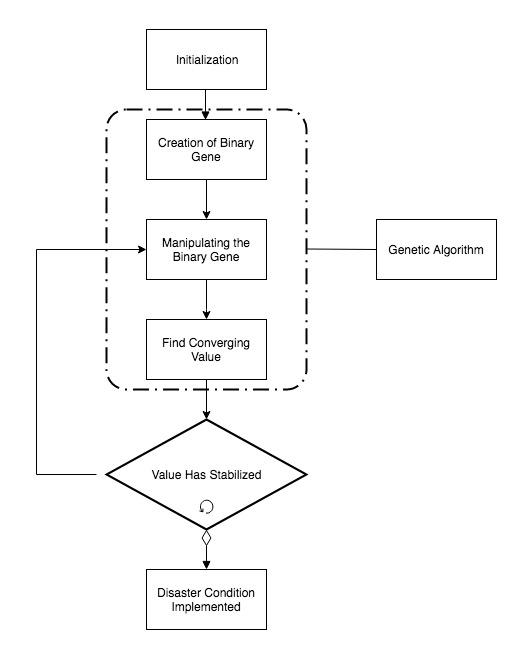 Initialization
Creation of Binary
Gene
Manipulating the
Binary Gene
Genetic Algorithm
Find Converging
Value
Value Has Stabilized
Disaster Condition
Implemented